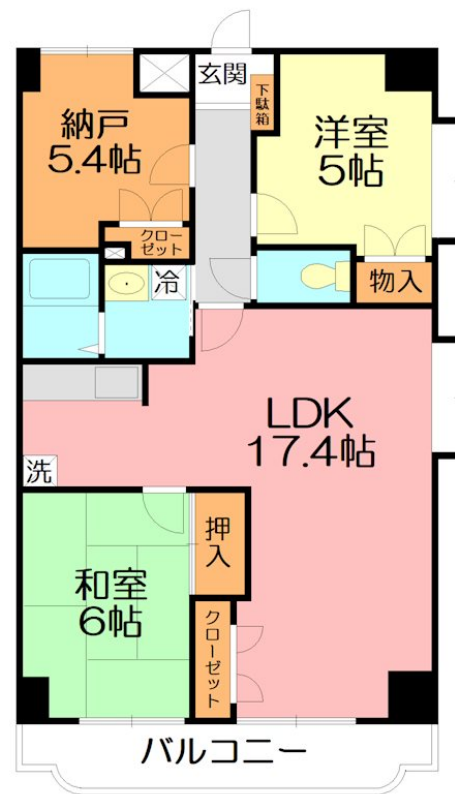 玄関
下駄箱
納戸
5.4帖
洋室
5帖
クローゼット
冷
物入
LDK
17.4帖
洗
押入
和室
6帖
クローゼット
バルコニー